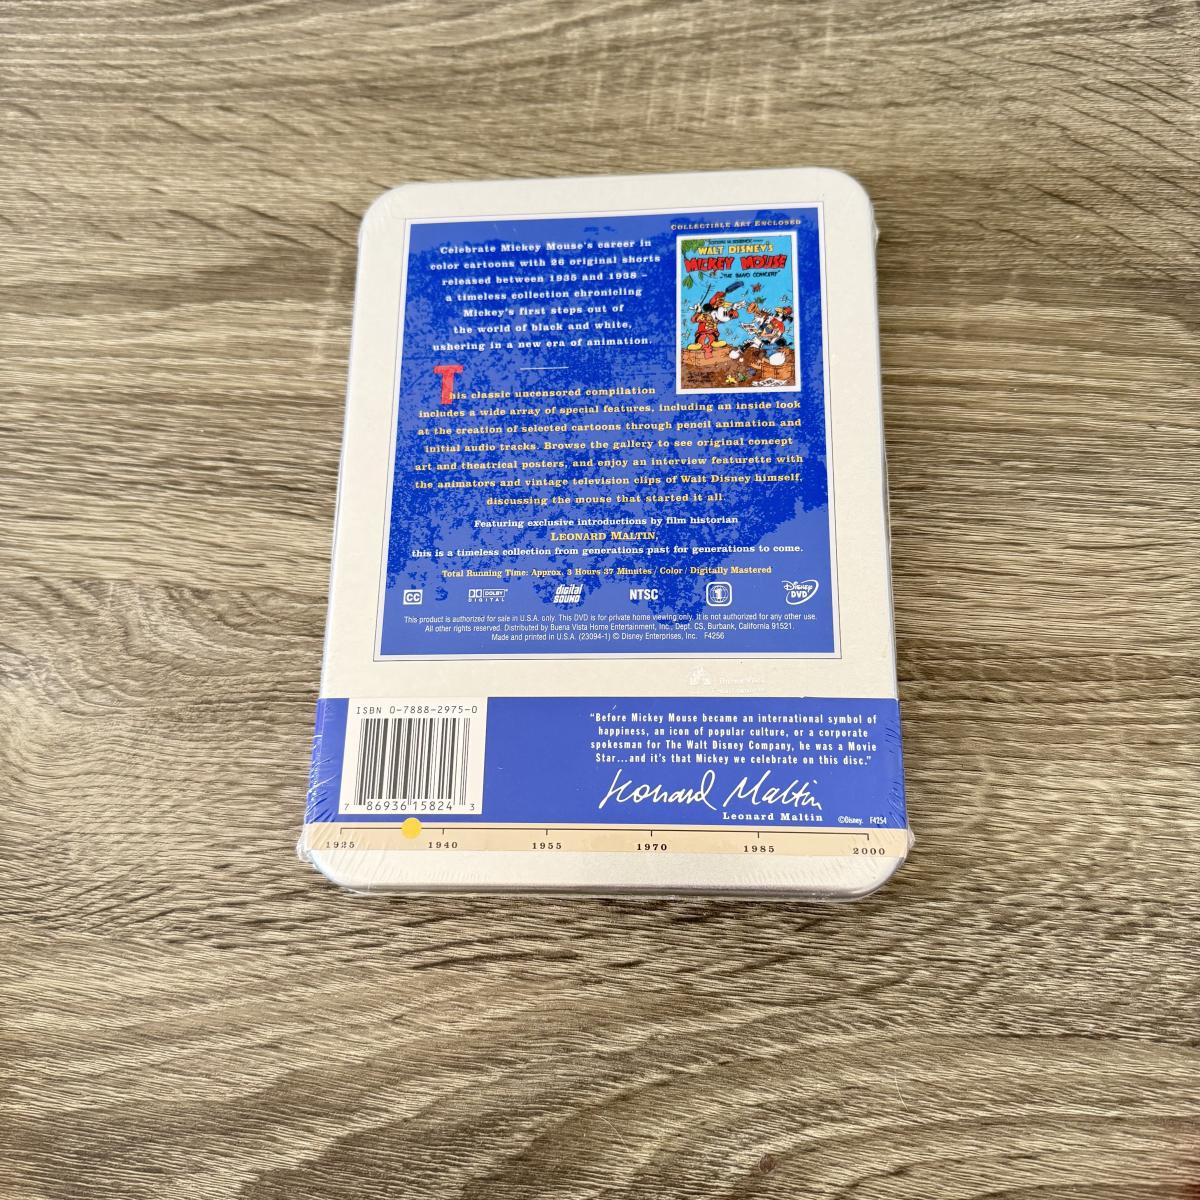 COLLECTIBLE ART ENCLOSED
WALT DISNEY'S
MICKEY MOUSE
"THE BAND CONCERT"
Celebrate Mickey Mouse's career in
color cartoons with 26 original shorts
released between 1935 and 1938 –
a timeless collection chronicling
Mickey's first steps out of
the world of black and white,
ushering in a new era of animation.
This classic uncensored compilation
includes a wide array of special features, including an inside look
at the creation of selected cartoons through pencil animation and
initial audio tracks. Browse the gallery to see original concept
art and theatrical posters, and enjoy an interview featurette with
the animators and vintage television clips of Walt Disney himself,
discussing the mouse that started it all.
Featuring exclusive introductions by film historian
LEONARD MALTIN,
this is a timeless collection from generations past for generations to come.
Total Running Time: Approx. 3 Hours 37 Minutes / Color / Digitally Mastered
CC DOLBY DIGITAL digital SOUND NTSC 1 Disney DVD
This product is authorized for sale in U.S.A. only. This DVD is for private home viewing only. It is not authorized for any other use.
All other rights reserved. Distributed by Buena Vista Home Entertainment, Inc., Dept. CS, Burbank, California 91521.
Made and printed in U.S.A. (23094-1) © Disney Enterprises, Inc. F4256
ISBN 0-7888-2975-0
7 86936 15824 3
"Before Mickey Mouse became an international symbol of
happiness, an icon of popular culture, or a corporate
spokesman for The Walt Disney Company, he was a Movie
Star...and it's that Mickey we celebrate on this disc."
Leonard Maltin
Leonard Maltin
©Disney. F4254
1925 1940 1955 1970 1985 2000